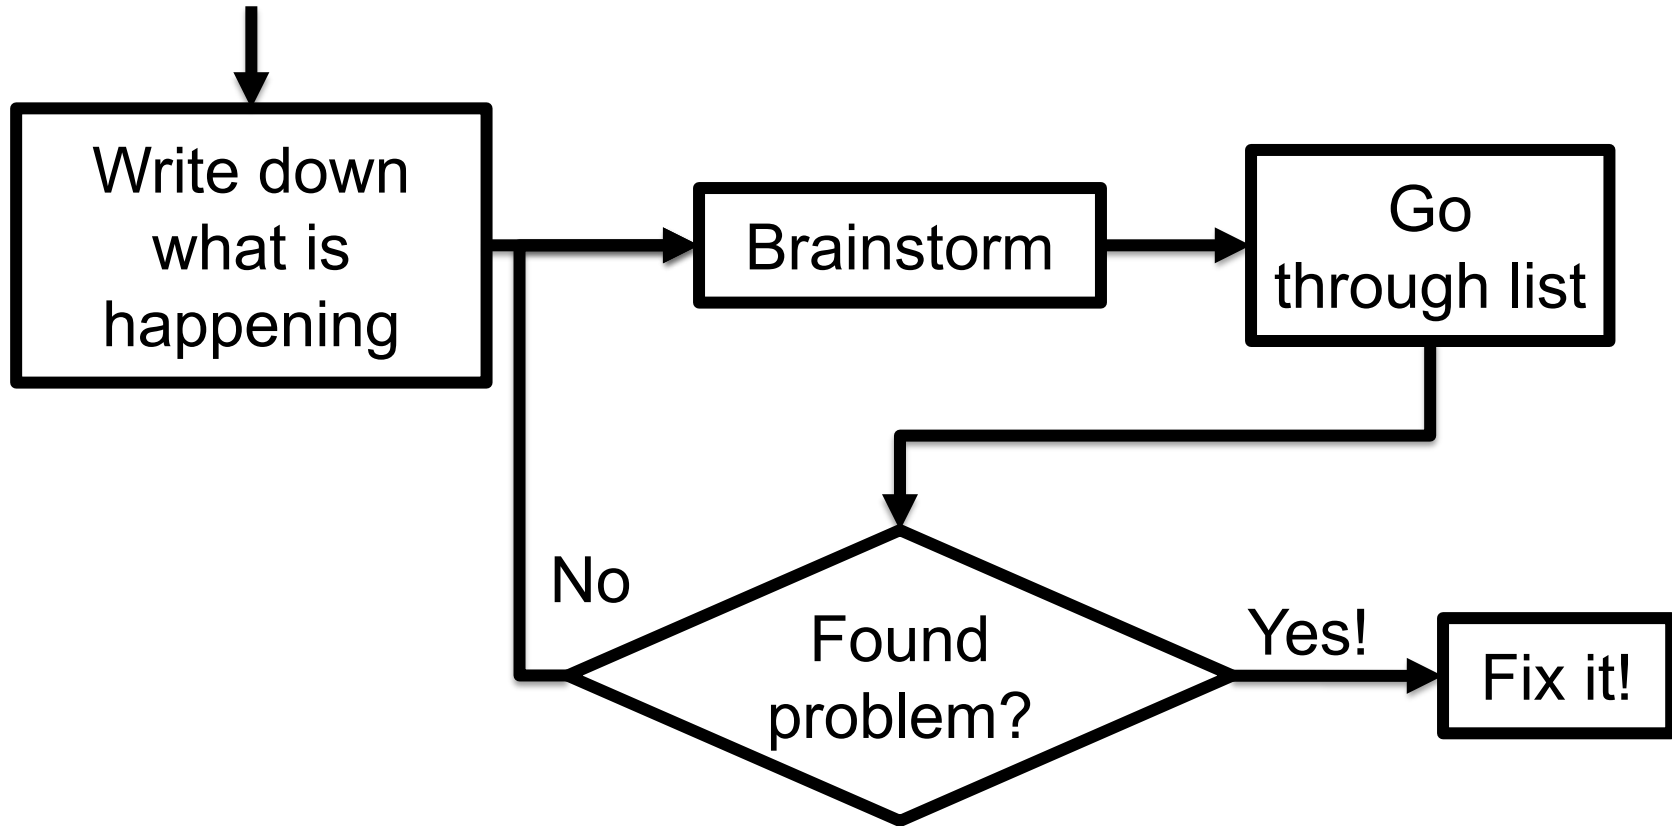 Write down
what is
happening
Brainstorm
Go
through list
No
Found
problem?
Yes!
Fix it!